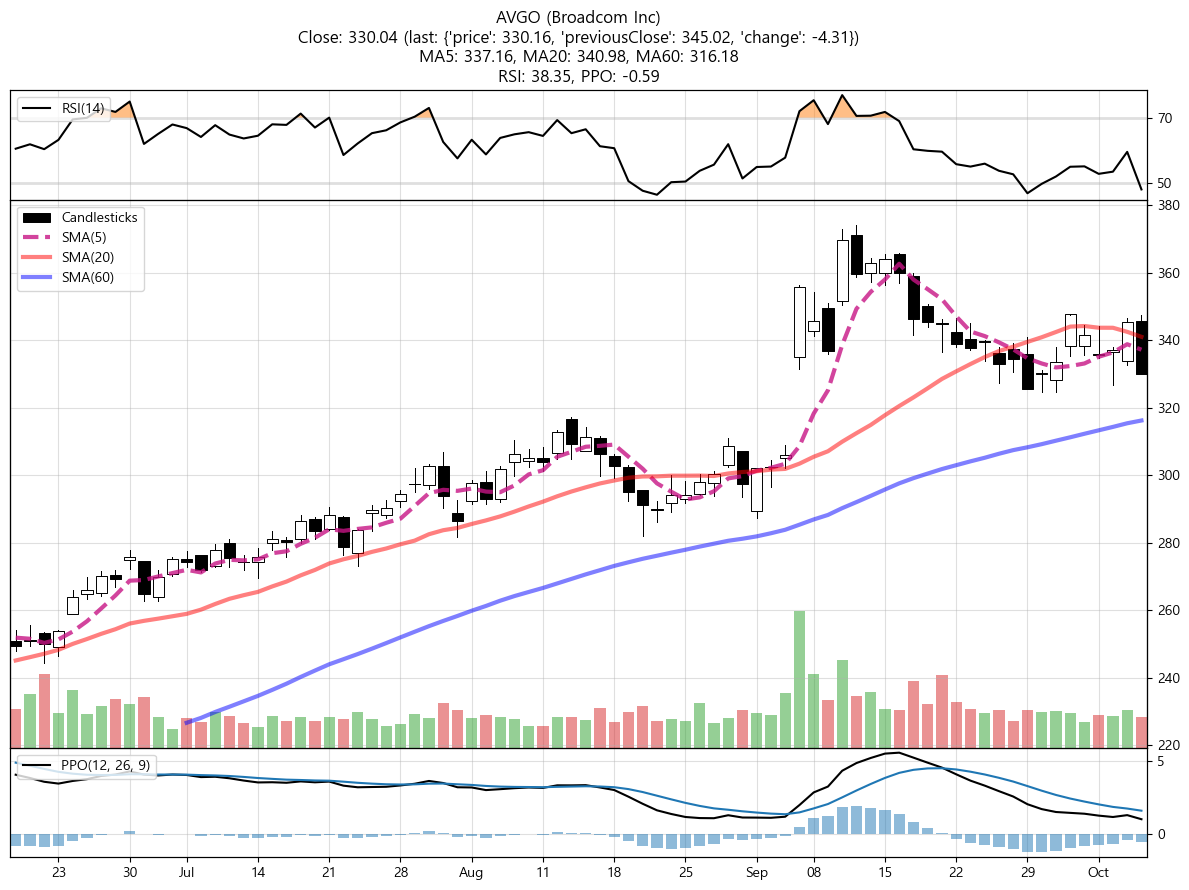 AVGO (Broadcom Inc)
Close: 330.04 (last: {'price': 330.16, 'previousClose': 345.02, 'change': -4.31})
MA5: 337.16, MA20: 340.98, MA60: 316.18
RSI: 38.35, PPO: -0.59
RSI(14)
70
50
Candlesticks
SMA(5)
SMA(20)
SMA(60)
380
360
340
320
300
280
260
240
220
PPO(12, 26, 9)
5
0
23 30 Jul 14 21 28 Aug 11 18 25 Sep 08 15 22 29 Oct